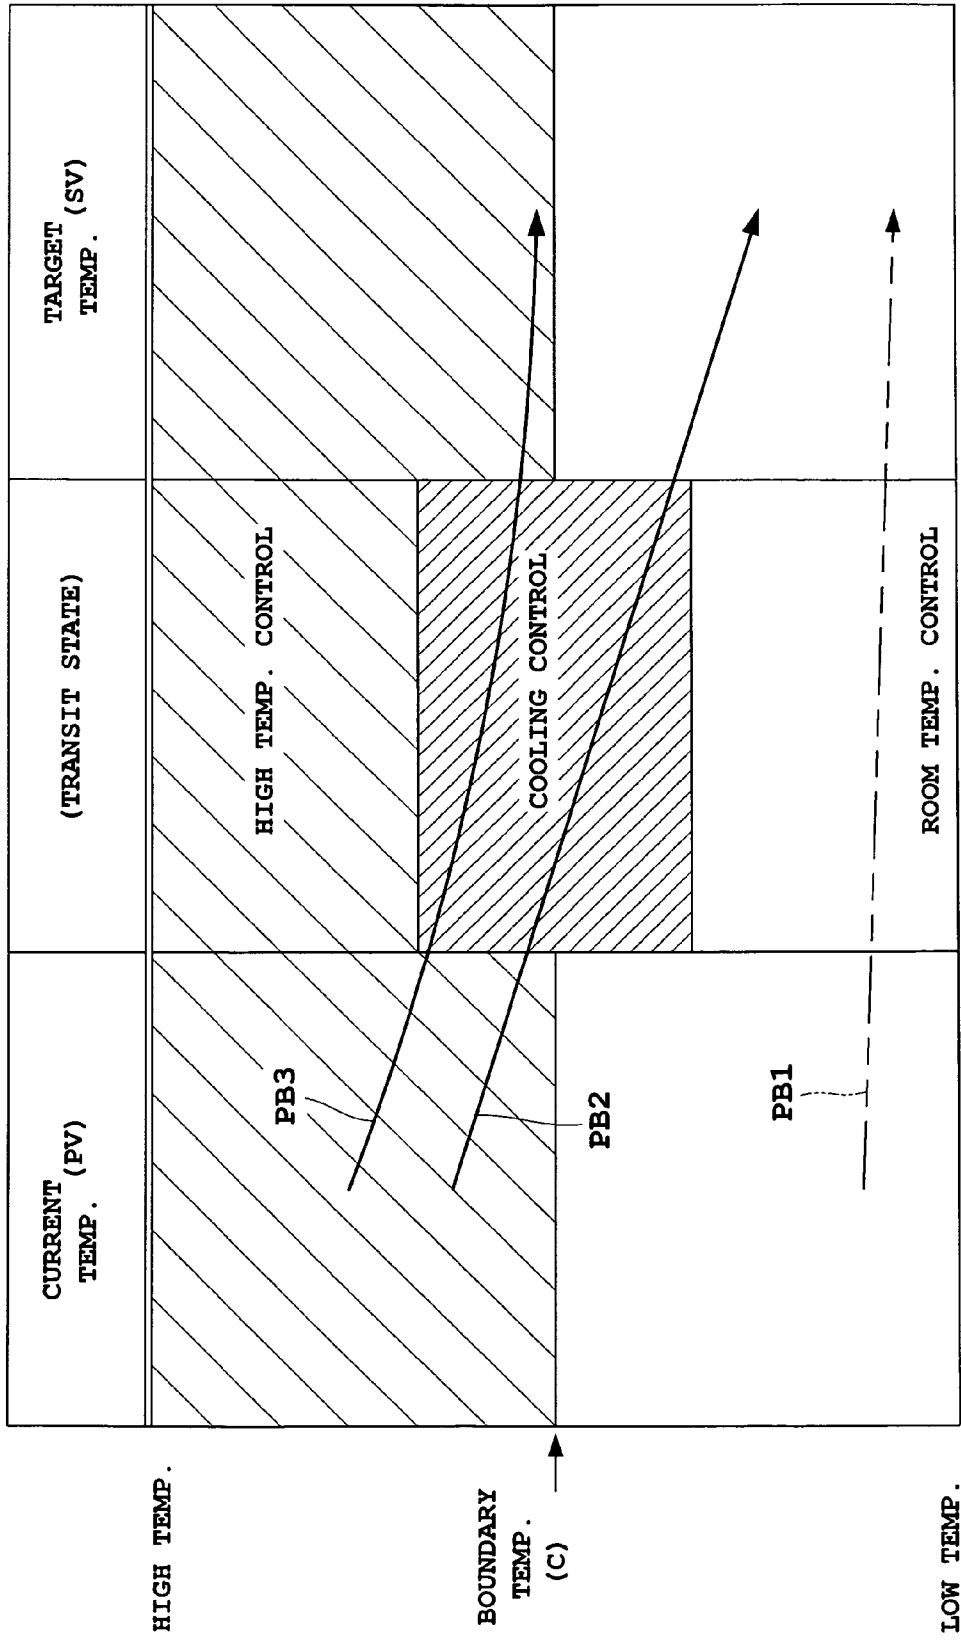 CURRENT
TEMP. (PV)
(TRANSIT STATE)
TARGET
TEMP. (SV)
HIGH TEMP.
HIGH TEMP. CONTROL
PB3
BOUNDARY
TEMP.
(C)
COOLING CONTROL
PB2
PB1
ROOM TEMP. CONTROL
LOW TEMP.